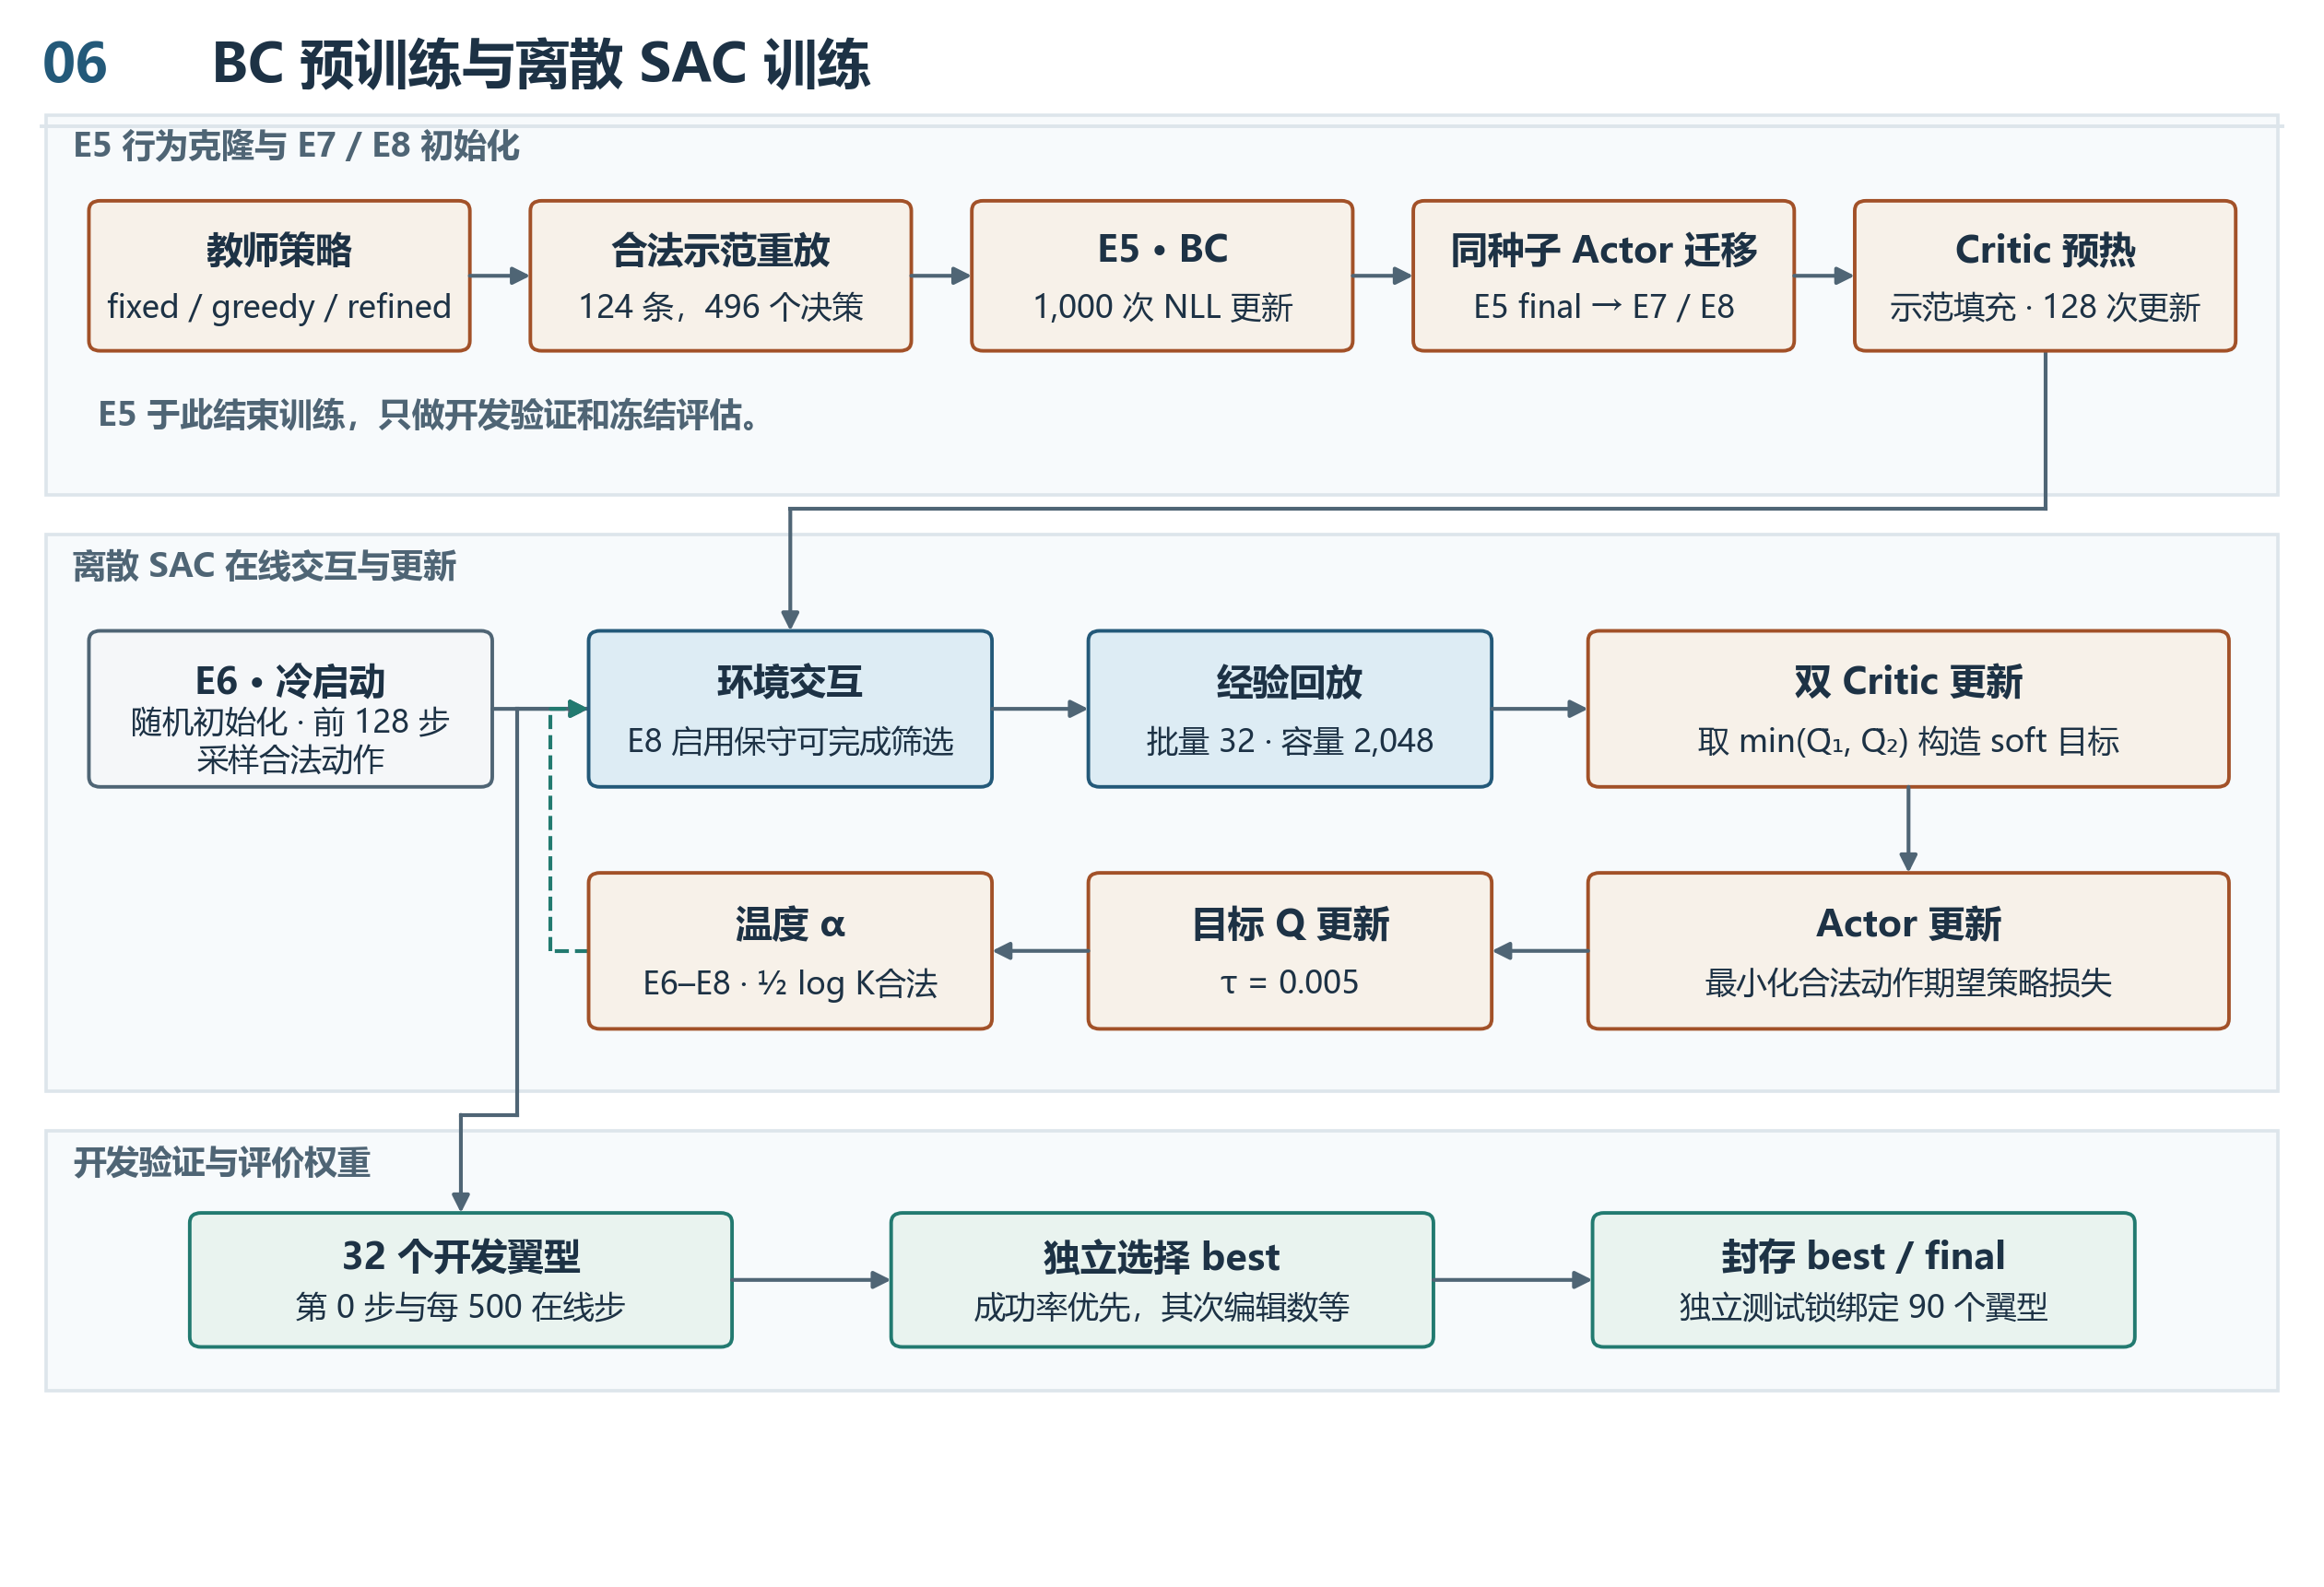 06 BC 预训练与离散 SAC 训练
E5 行为克隆与 E7 / E8 初始化
教师策略
fixed / greedy / refined
合法示范重放
124 条，496 个决策
E5 • BC
1,000 次 NLL 更新
同种子 Actor 迁移
E5 final → E7 / E8
Critic 预热
示范填充 · 128 次更新
E5 于此结束训练，只做开发验证和冻结评估。
离散 SAC 在线交互与更新
E6 • 冷启动
随机初始化 · 前 128 步
采样合法动作
环境交互
E8 启用保守可完成筛选
经验回放
批量 32 · 容量 2,048
双 Critic 更新
取 min(Q₁, Q₂) 构造 soft 目标
温度 α
E6–E8 · ½ log K合法
目标 Q 更新
τ = 0.005
Actor 更新
最小化合法动作期望策略损失
开发验证与评价权重
32 个开发翼型
第 0 步与每 500 在线步
独立选择 best
成功率优先，其次编辑数等
封存 best / final
独立测试锁绑定 90 个翼型